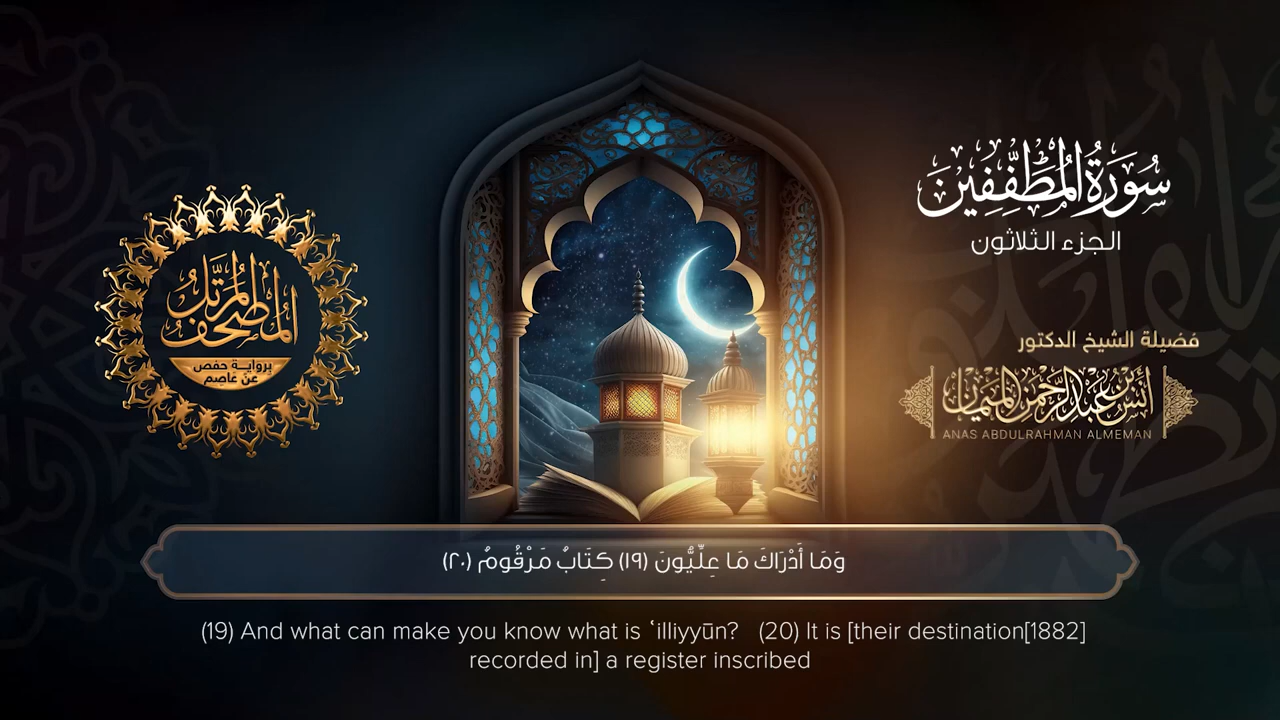 سُورَةُ المُطَفِّفِينَ
الجزء الثلاثون
المصحف المرتل
برواية حفص
عن عاصم
فضيلة الشيخ الدكتور
أنس بن عبدالرحمن الميمان
ANAS ABDULRAHMAN ALMEMAN
وَمَا أَدْرَاكَ مَا عِلِّيُّونَ (١٩) كِتَابٌ مَرْقُومٌ (٢٠)
(19) And what can make you know what is ʿilliyyūn? (20) It is [their destination[1882]
recorded in] a register inscribed